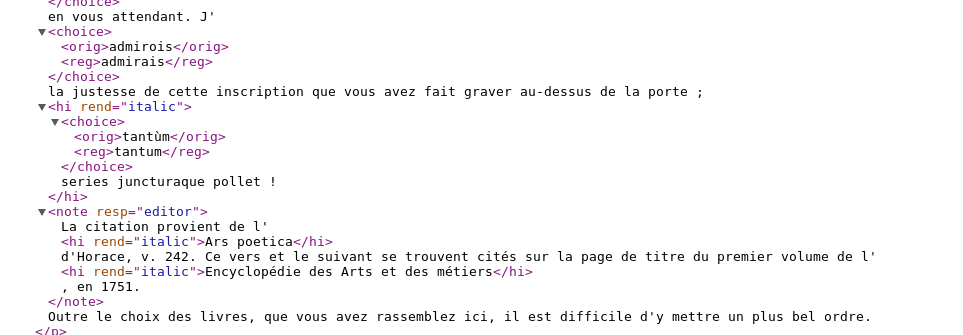 </choice>
en vous attendant. J'
▼<choice>
<orig>admirois</orig>
<reg>admirais</reg>
</choice>
la justesse de cette inscription que vous avez fait graver au-dessus de la porte ;
▼<hi rend="italic">
▼<choice>
<orig>tantùm</orig>
<reg>tantum</reg>
</choice>
series juncturaque pollet !
</hi>
▼<note resp="editor">
La citation provient de l'
<hi rend="italic">Ars poetica</hi>
d'Horace, v. 242. Ce vers et le suivant se trouvent cités sur la page de titre du premier volume de l'
<hi rend="italic">Encyclopédie des Arts et des métiers</hi>
, en 1751.
</note>
Outre le choix des livres, que vous avez rassemblez ici, il est difficile d'y mettre un plus bel ordre.
</p>